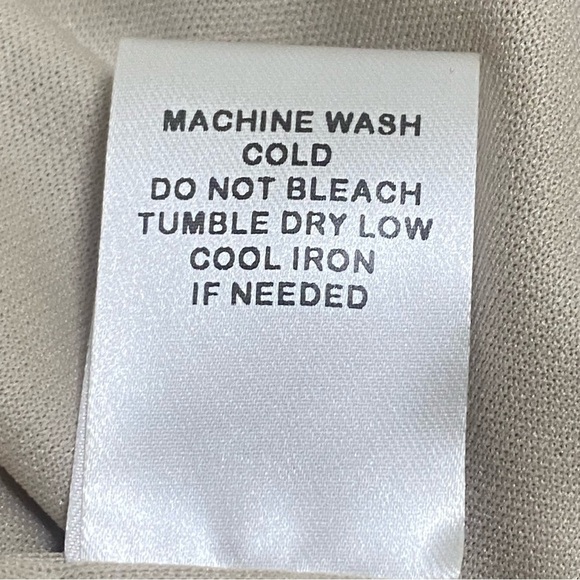 MACHINE WASH
COLD
DO NOT BLEACH
TUMBLE DRY LOW
COOL IRON
IF NEEDED